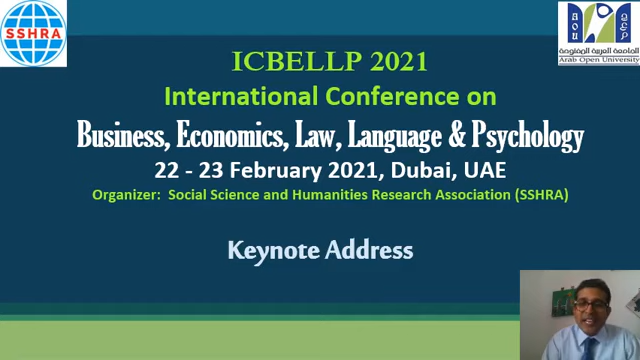 SSHRA
ICBELLP 2021
International Conference on
Business, Economics, Law, Language & Psychology
22 - 23 February 2021, Dubai, UAE
Organizer: Social Science and Humanities Research Association (SSHRA)
Keynote Address
AOU
الجامعة العربية المفتوحة
Arab Open University